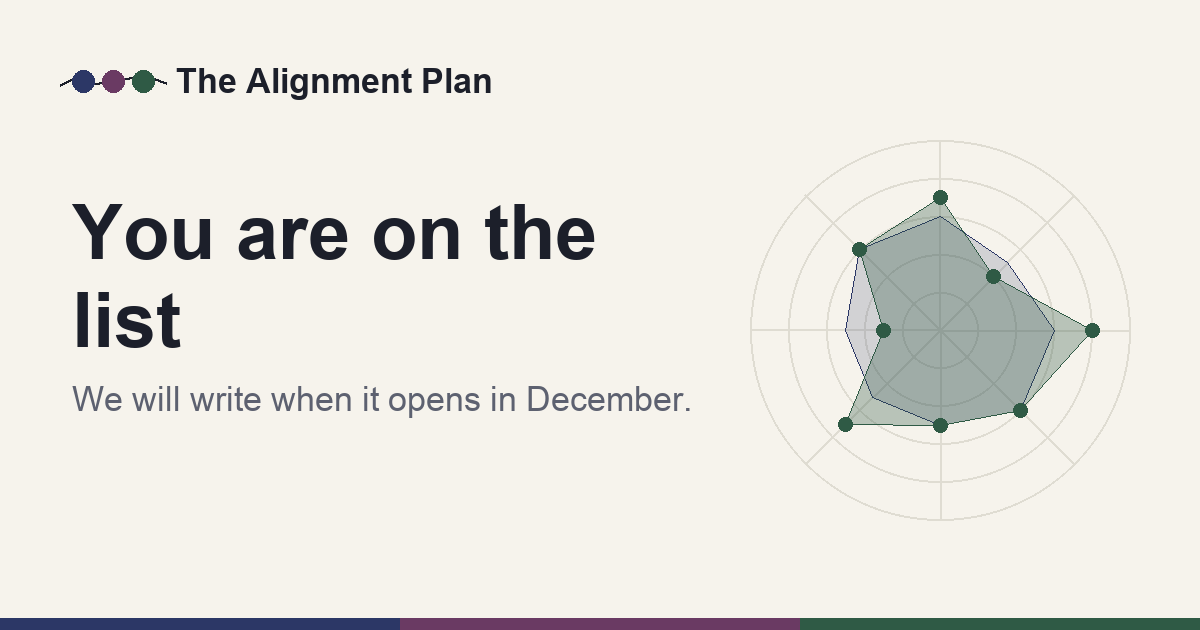 The Alignment Plan
You are on the
list
We will write when it opens in December.